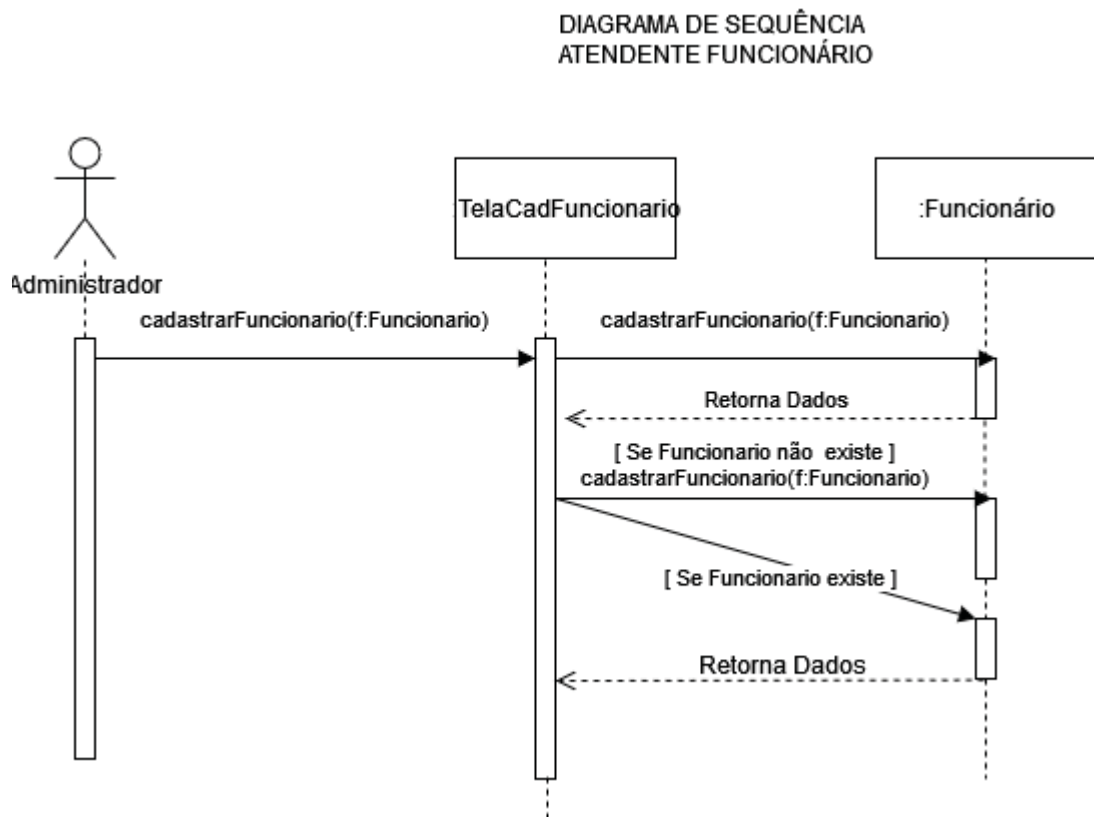 DIAGRAMA DE SEQUÊNCIA
ATENDENTE FUNCIONÁRIO
:TelaCadFuncionario
:Funcionário
Administrador
cadastrarFuncionario(f:Funcionario)
cadastrarFuncionario(f:Funcionario)
Retorna Dados
[ Se Funcionario não  existe ]
cadastrarFuncionario(f:Funcionario)
[ Se Funcionario existe ]
Retorna Dados